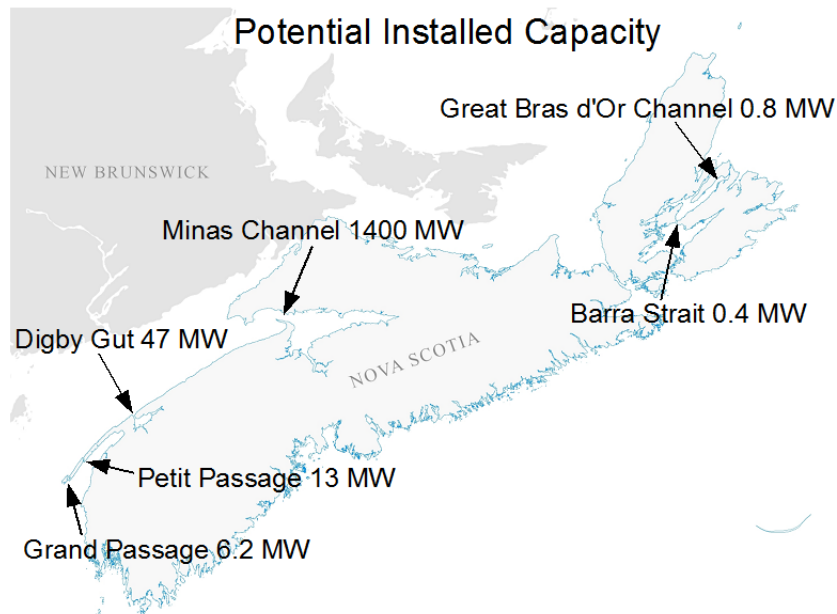 Potential Installed Capacity
Great Bras d'Or Channel 0.8 MW
NEW BRUNSWICK
Minas Channel 1400 MW
Barra Strait 0.4 MW
Digby Gut 47 MW
NOVA SCOTIA
Petit Passage 13 MW
Grand Passage 6.2 MW